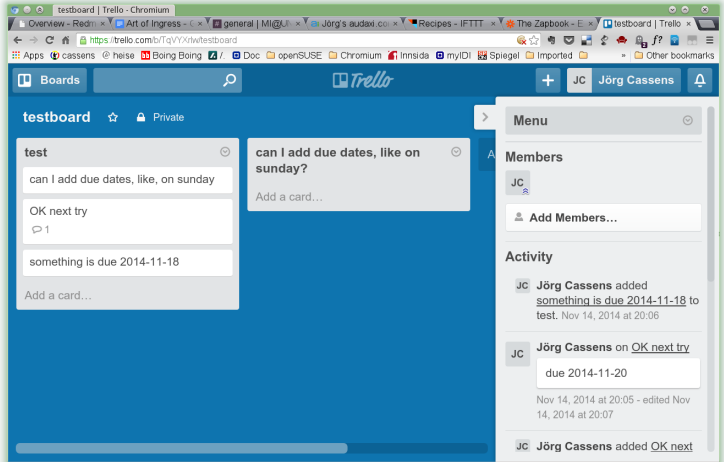 testboard | Trello - Chromium
Overview - Redm
Art of Ingress - G
general | MI@U
Jörg's audaxi.co
Recipes - IFTTT
The Zapbook - E
testboard | Trello
https://trello.com/b/TqVYXrlw/testboard
f?
Apps
cassens
heise
Boing Boing
/.
Doc
openSUSE
Chromium
Innsida
myIDI
Spiegel
Imported
»
Other bookmarks
Boards
Trello
JC Jörg Cassens
testboard
Private
Menu
test
can I add due dates, like, on sunday
OK next try
1
something is due 2014-11-18
Add a card…
can I add due dates, like on
sunday?
Add a card…
A
Members
JC
Add Members…
Activity
JC Jörg Cassens added
something is due 2014-11-18 to
test. Nov 14, 2014 at 20:06
JC Jörg Cassens on OK next try
due 2014-11-20
Nov 14, 2014 at 20:05 - edited Nov
14, 2014 at 20:07
JC Jörg Cassens added OK next